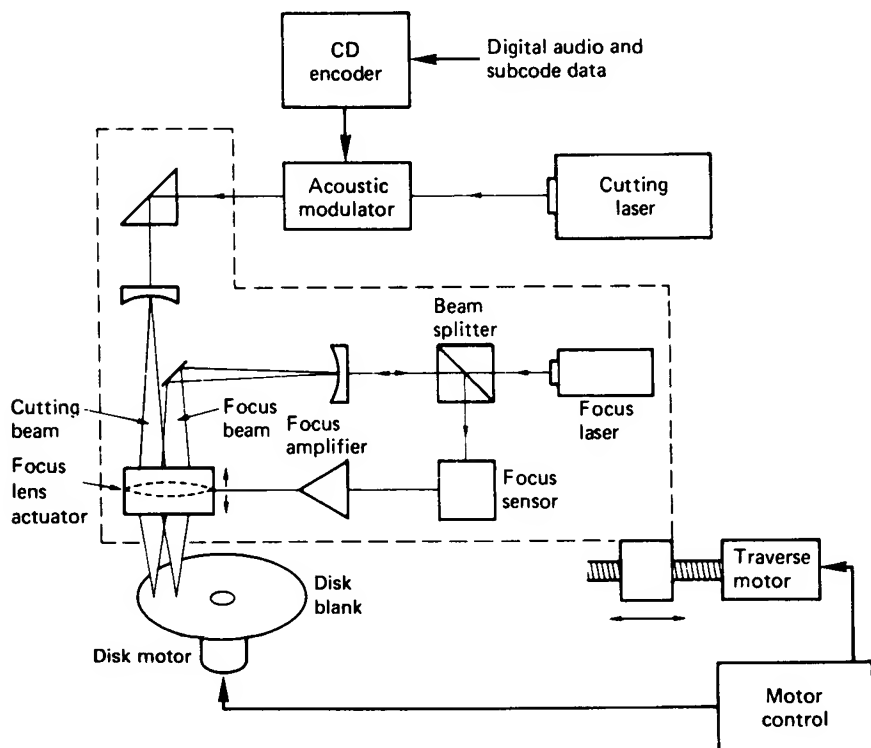 CD
encoder
Digital audio and
subcode data
Acoustic
modulator
Cutting
laser
Beam
splitter
Cutting
beam
Focus
beam
Focus
laser
Focus
amplifier
Focus
lens
actuator
Focus
sensor
Traverse
motor
Disk
blank
Disk motor
Motor
control